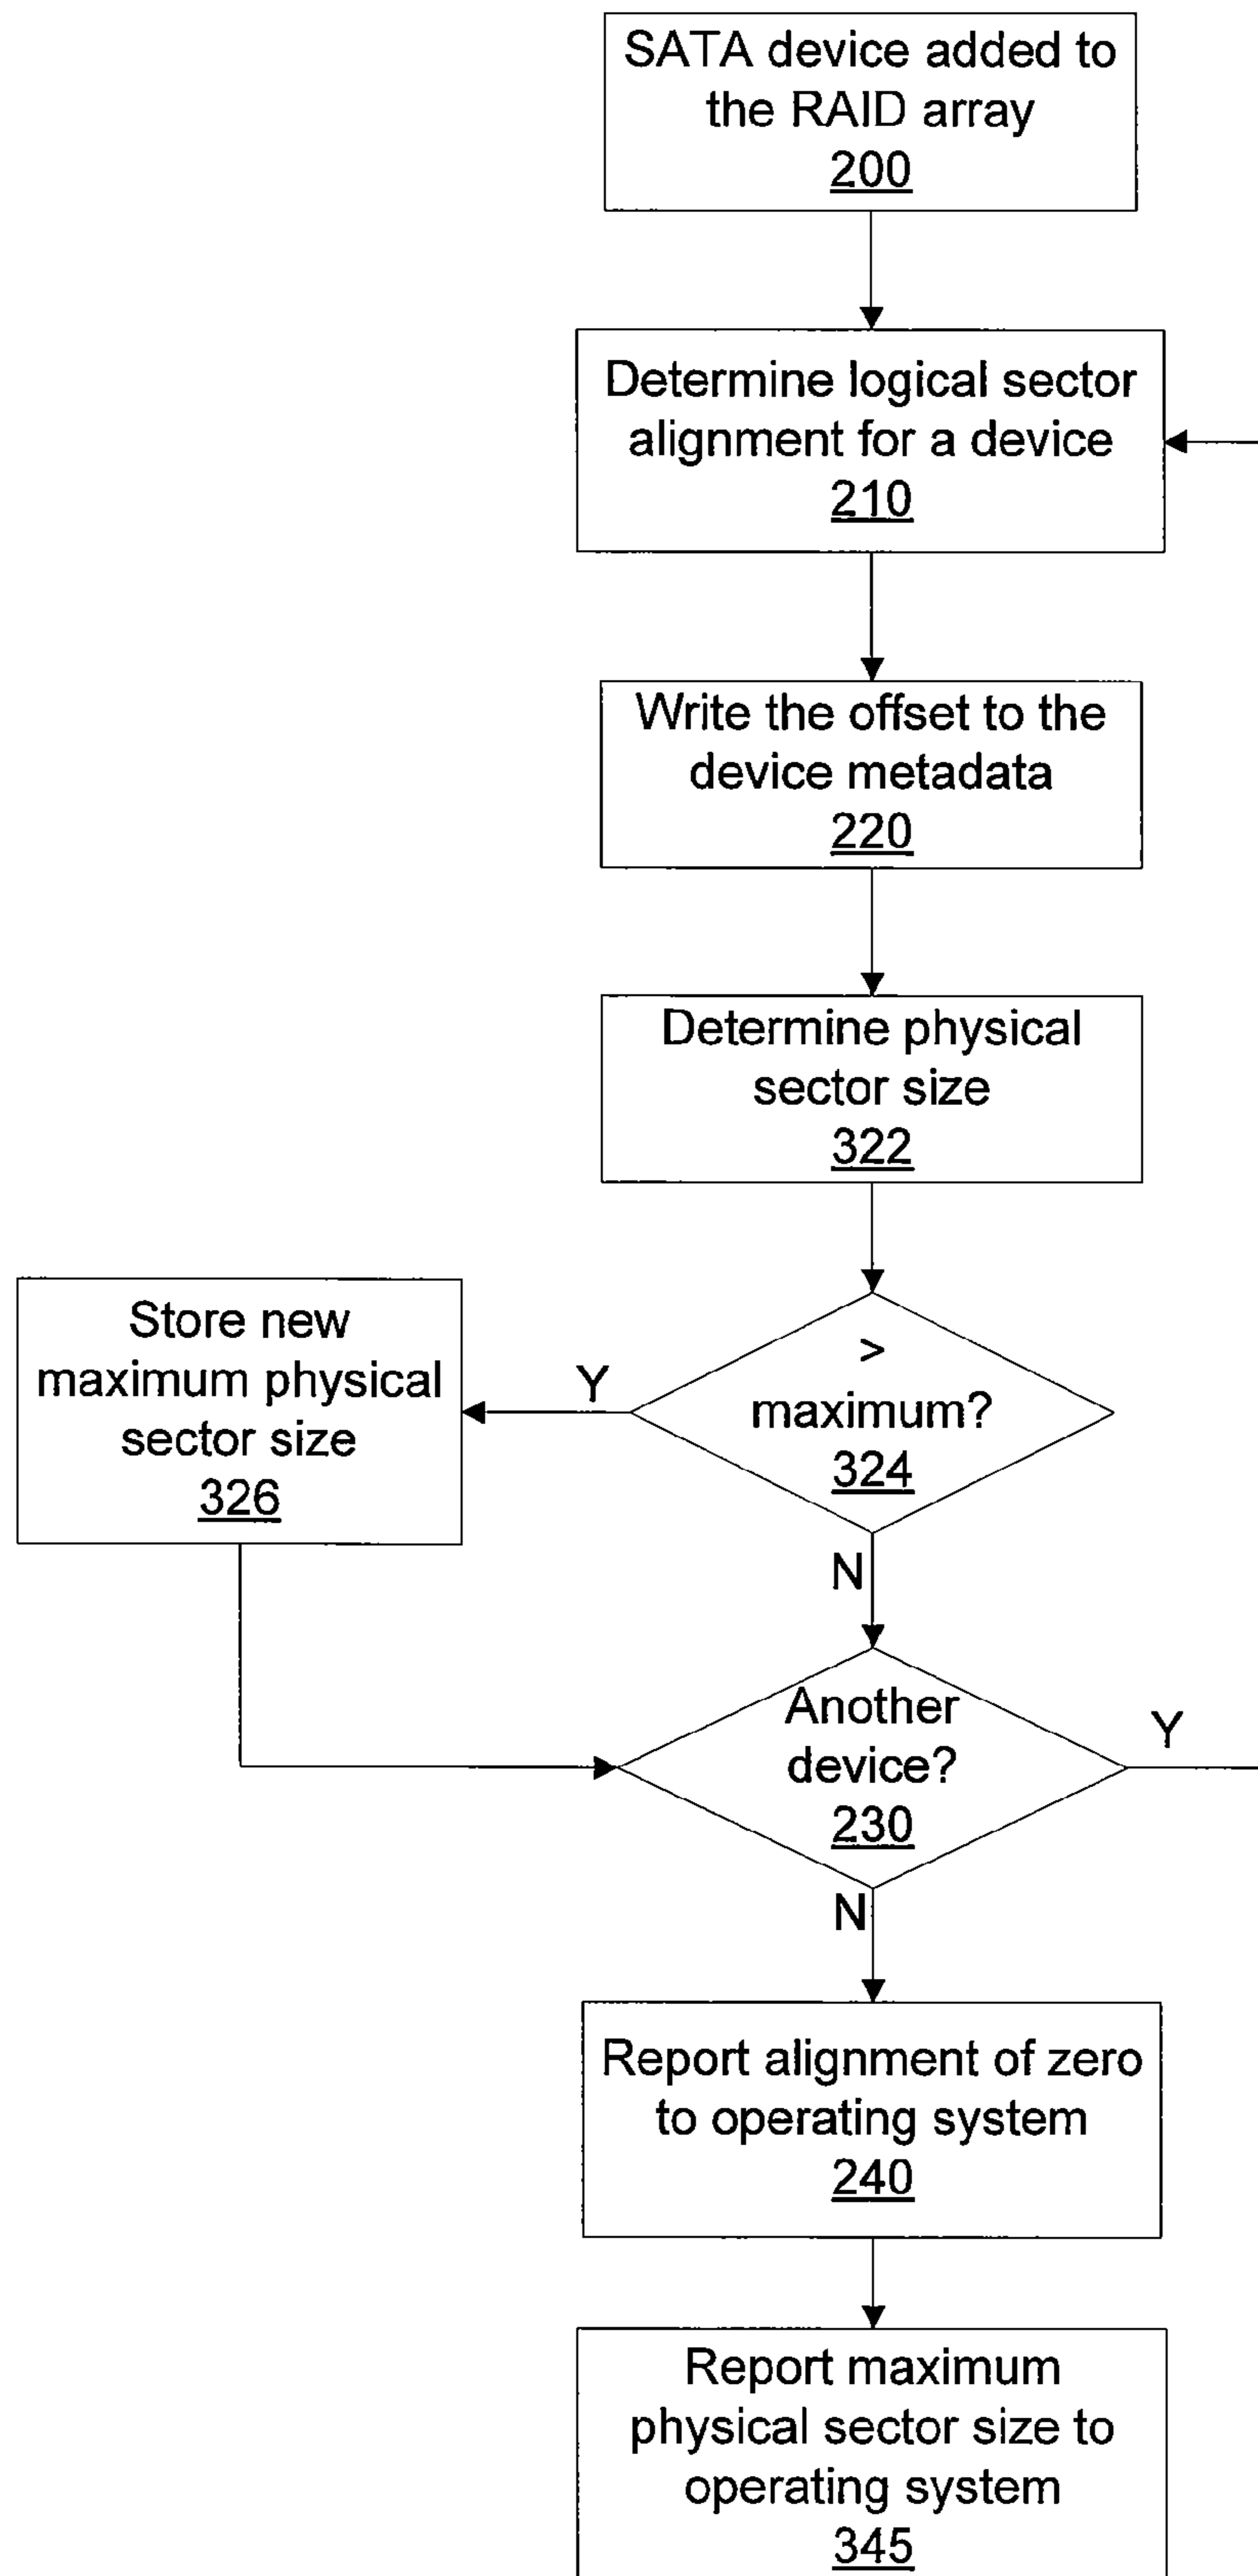 SATA device added to
the RAID array
200
Determine logical sector
alignment for a device
210
Write the offset to the
device metadata
220
Determine physical
sector size
322
>
maximum?
324
Y
Store new
maximum physical
sector size
326
N
Another
device?
230
Y
N
Report alignment of zero
to operating system
240
Report maximum
physical sector size to
operating system
345